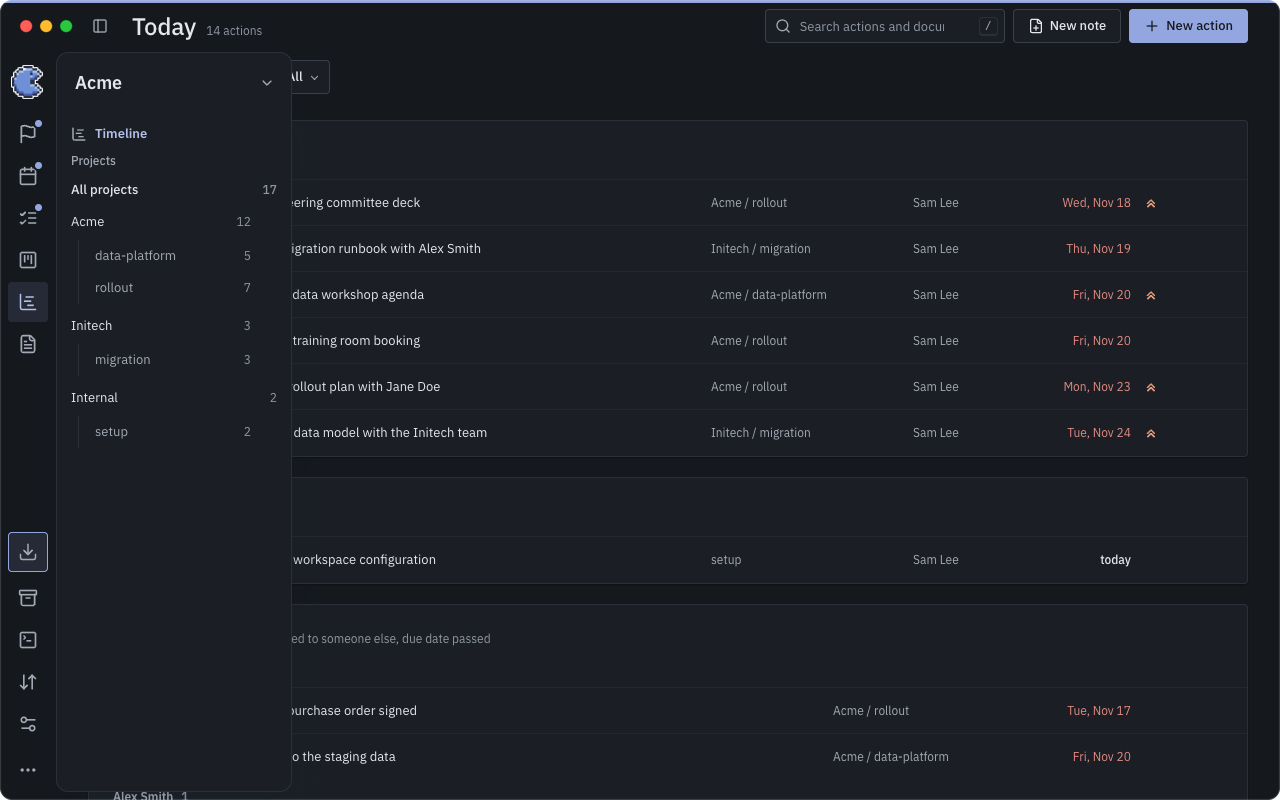 Today 14 actions
Search actions and docu /
New note
New action
Acme
All
Timeline
Projects
All projects 17
Acme 12
data-platform 5
rollout 7
Initech 3
migration 3
Internal 2
setup 2
committee deck Acme / rollout Sam Lee Wed, Nov 18
runbook with Alex Smith Initech / migration Sam Lee Thu, Nov 19
data workshop agenda Acme / data-platform Sam Lee Fri, Nov 20
training room booking Acme / rollout Sam Lee Fri, Nov 20
plan with Jane Doe Acme / rollout Sam Lee Mon, Nov 23
data model with the Initech team Initech / migration Sam Lee Tue, Nov 24
workspace configuration setup Sam Lee today
to someone else, due date passed
order signed Acme / rollout Tue, Nov 17
the staging data Acme / data-platform Fri, Nov 20
Alex Smith 1